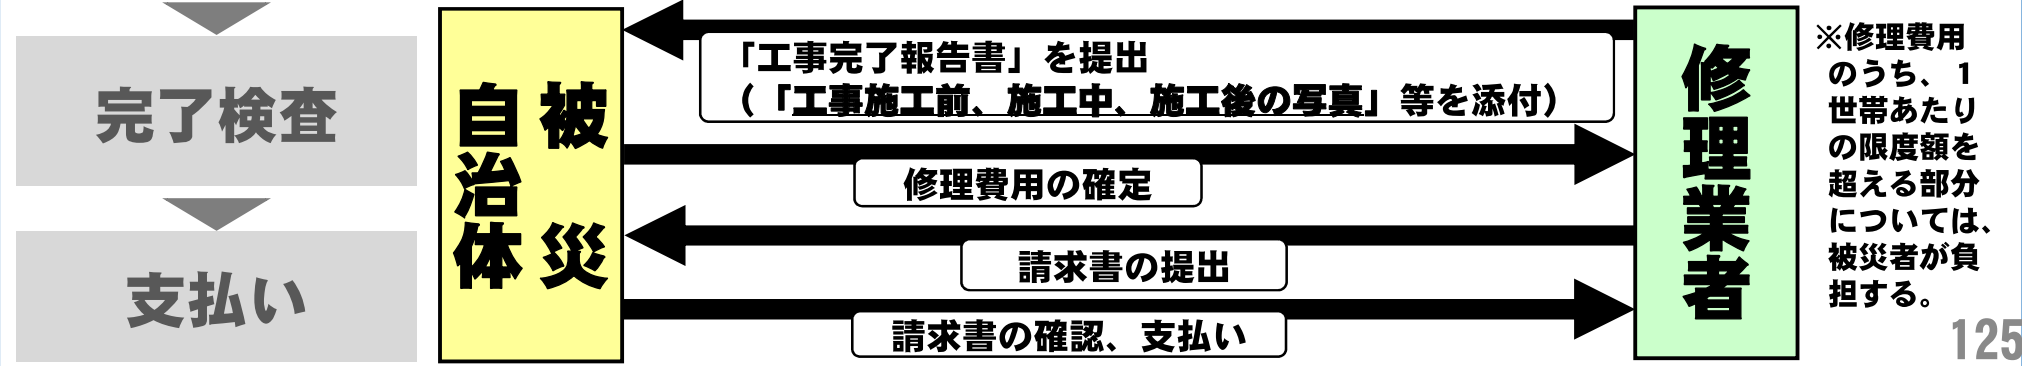 完了検査
支払い
被災
自治体
「工事完了報告書」を提出
(「工事施工前、施工中、施工後の写真」等を添付)
修理費用の確定
請求書の提出
請求書の確認、支払い
修理業者
※修理費用
のうち、1
世帯あたり
の限度額を
超える部分
については、
被災者が負
担する。
125